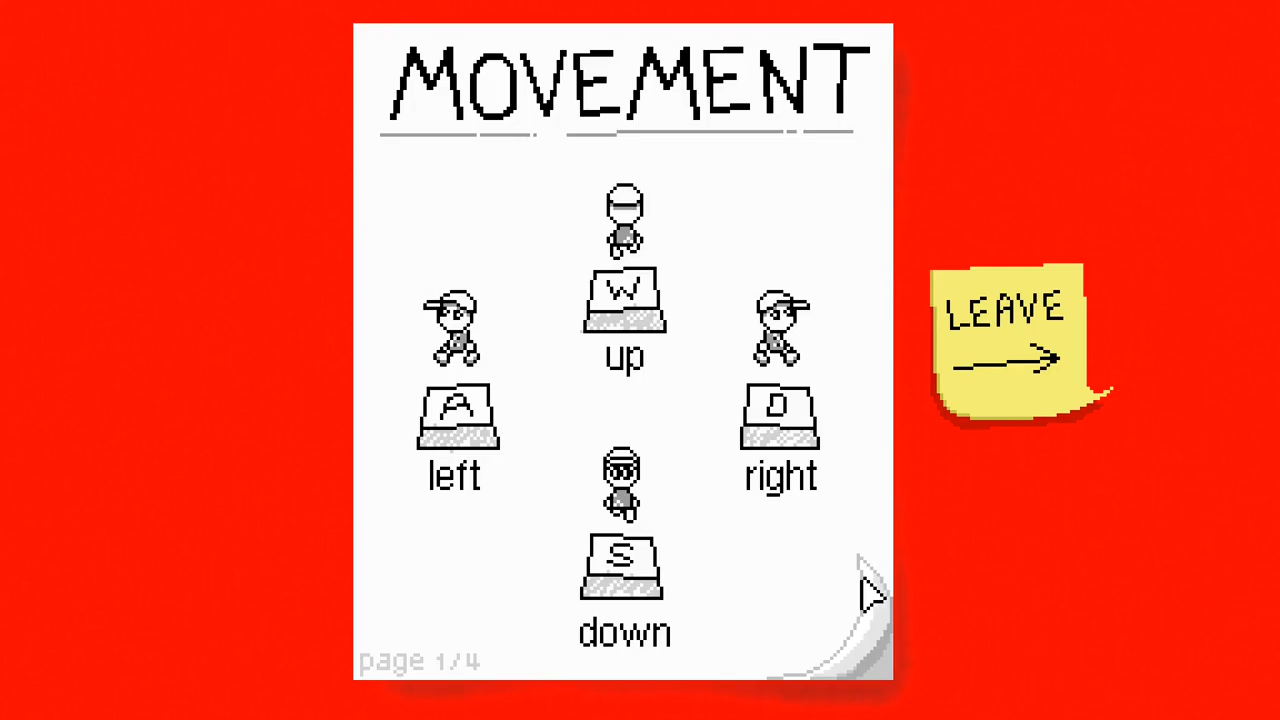 MOVEMENT
W
up
A
D
left
right
S
down
page 1/4
LEAVE